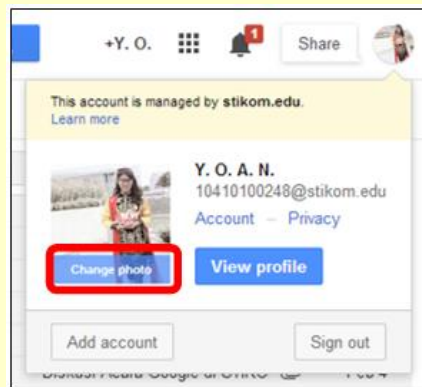 +Y. O.
1
Share
This account is managed by stikom.edu.
Learn more
Y. O. A. N.
10410100248@stikom.edu
Account – Privacy
Change photo
View profile
Add account
Sign out